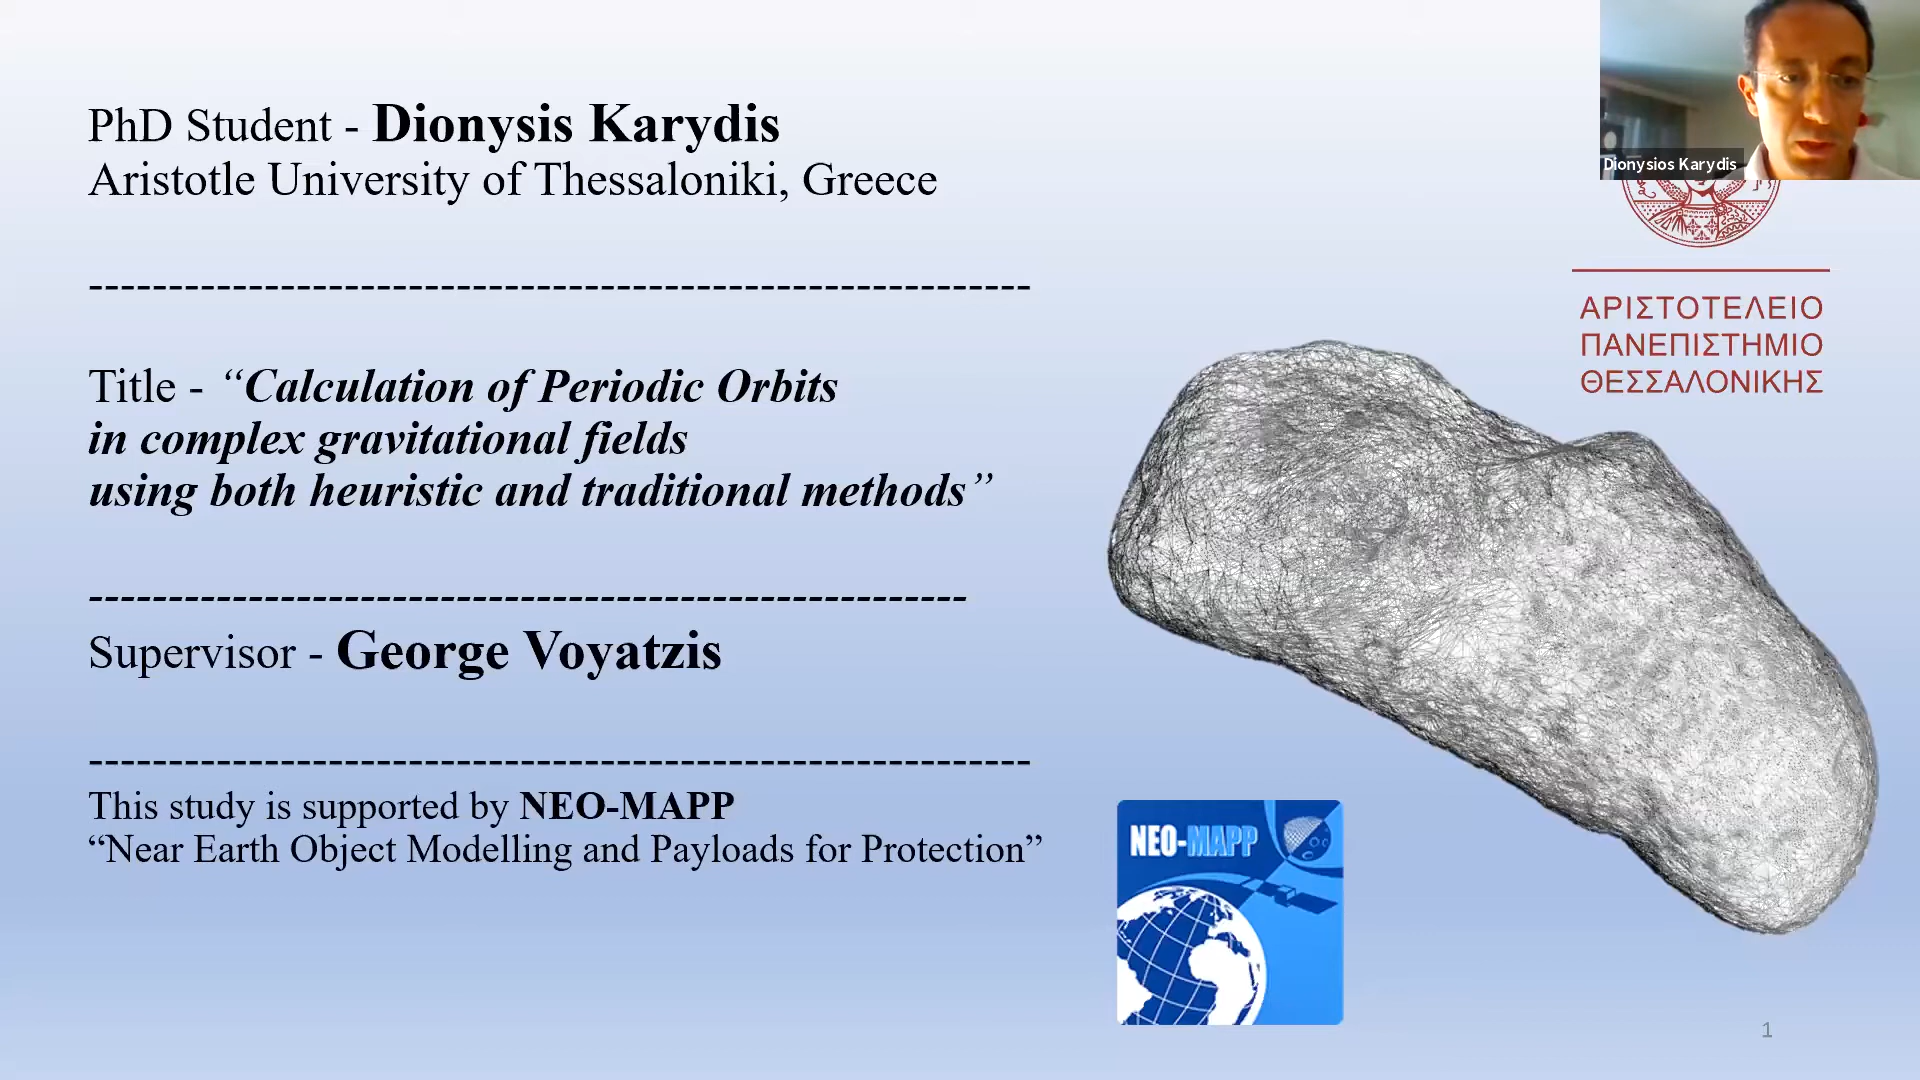 PhD Student - Dionysis Karydis
Aristotle University of Thessaloniki, Greece
-----------------------------------------------------------
Title - “Calculation of Periodic Orbits
in complex gravitational fields
using both heuristic and traditional methods”
-------------------------------------------------------
Supervisor - George Voyatzis
-----------------------------------------------------------
This study is supported by NEO-MAPP
“Near Earth Object Modelling and Payloads for Protection”
Dionysios Karydis
ΑΡΙΣΤΟΤΕΛΕΙΟ
ΠΑΝΕΠΙΣΤΗΜΙΟ
ΘΕΣΣΑΛΟΝΙΚΗΣ
NEO-MAPP
1